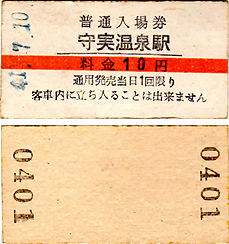 41.-7.10
普通入場券
守実温泉駅
料金10円
通用発売当日1回限り
客車内に立ち入ることは出来ません
0401
0401